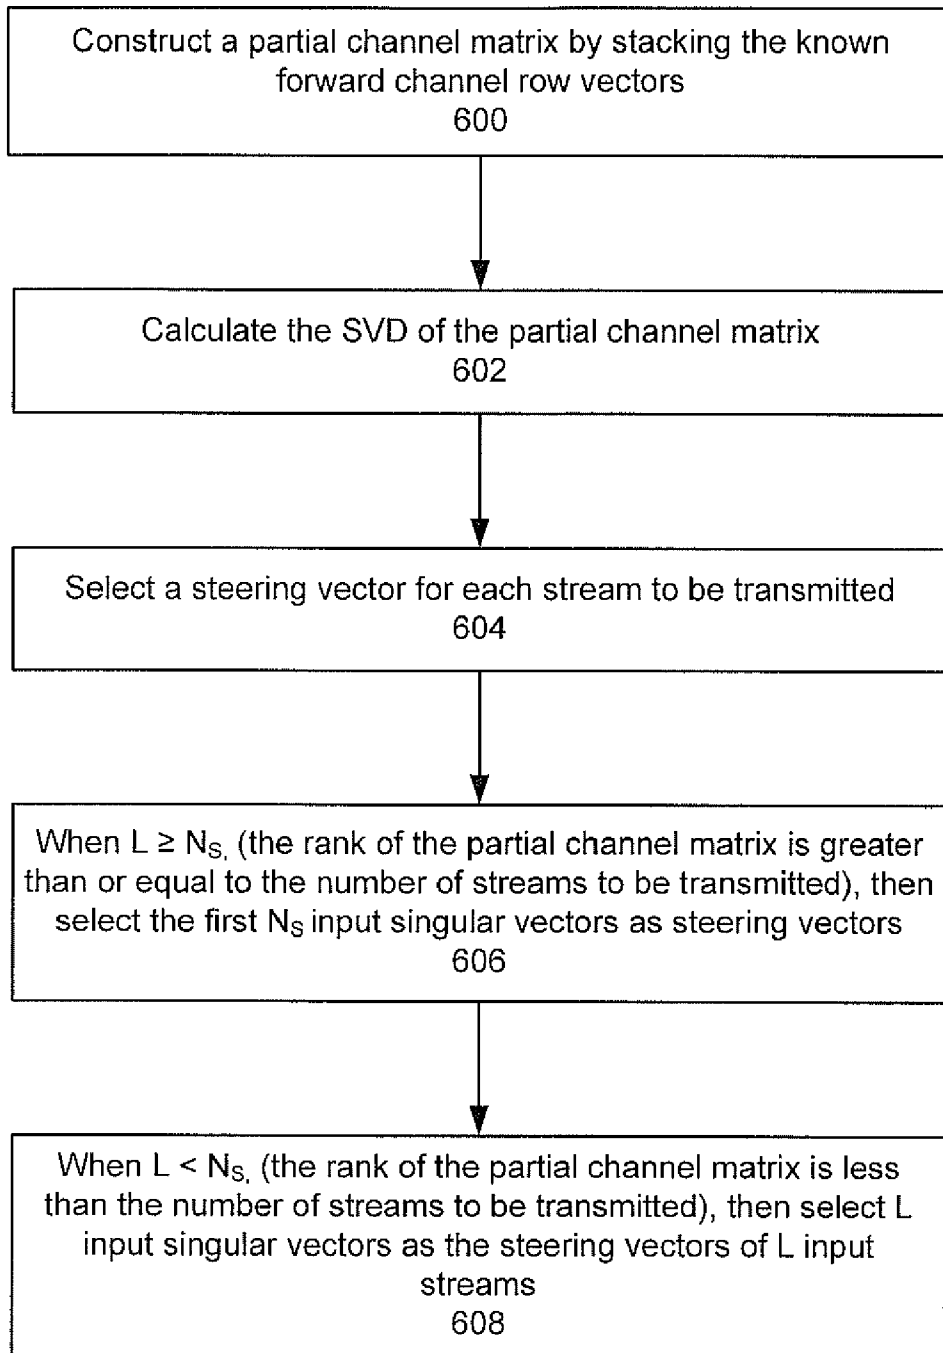 Construct a partial channel matrix by stacking the known
forward channel row vectors
600
Calculate the SVD of the partial channel matrix
602
Select a steering vector for each stream to be transmitted
604
When L ≥ NS, (the rank of the partial channel matrix is greater
than or equal to the number of streams to be transmitted), then
select the first NS input singular vectors as steering vectors
606
When L < NS, (the rank of the partial channel matrix is less
than the number of streams to be transmitted), then select L
input singular vectors as the steering vectors of L input
streams
608